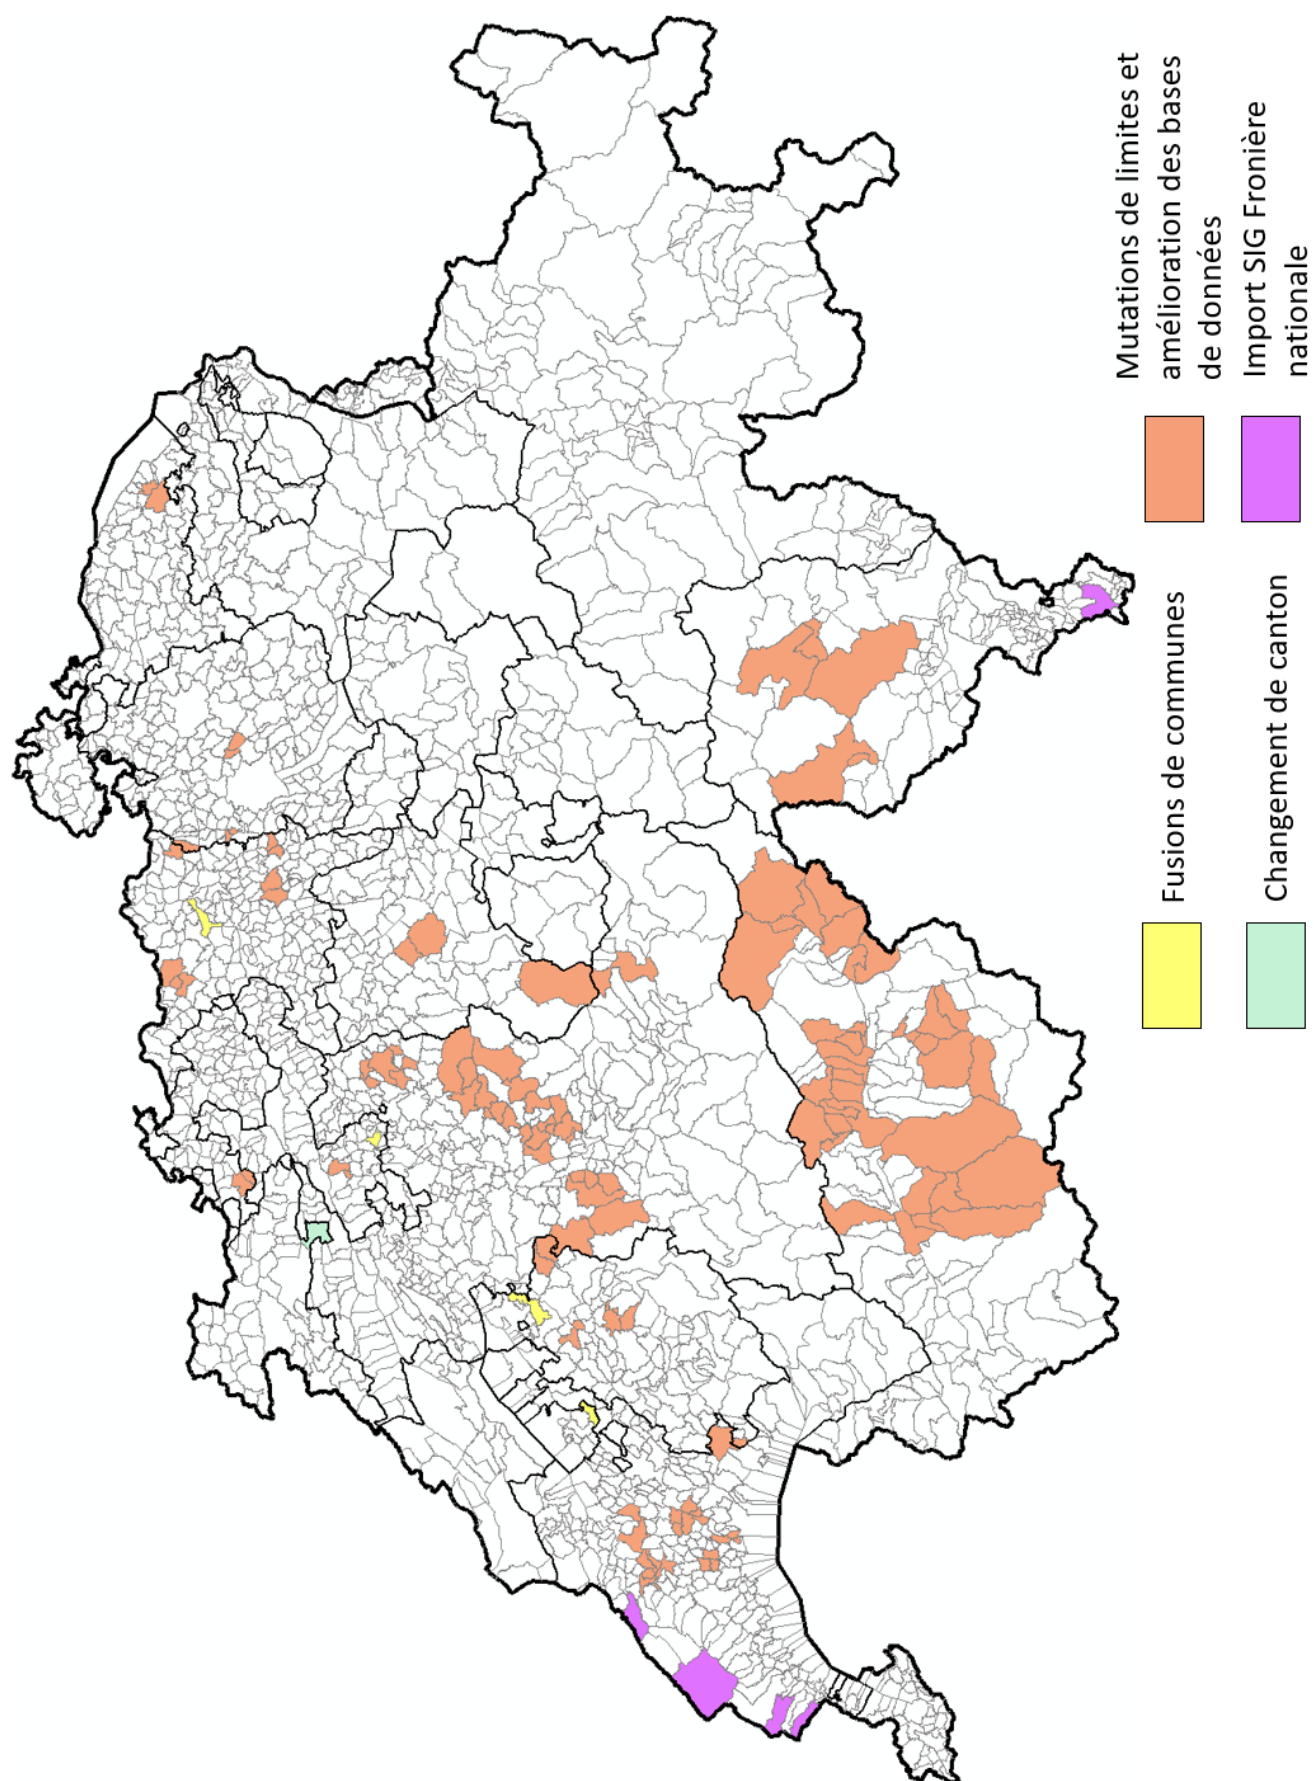 Fusions de communes
Changement de canton
Mutations de limites et
amélioration des bases
de données
Import SIG Fronière
nationale